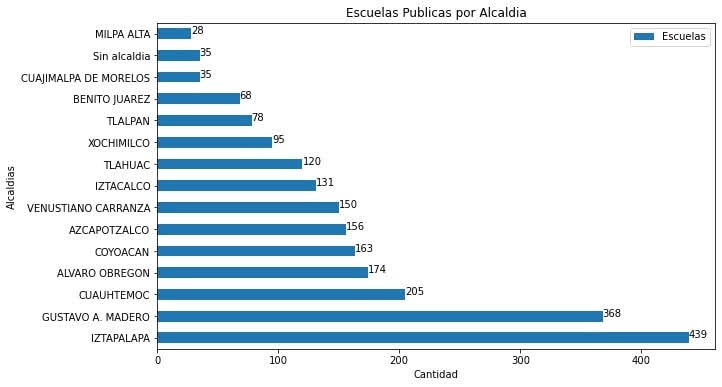 Escuelas Publicas por Alcaldia
Escuelas
Alcaldias
MILPA ALTA 28
Sin alcaldia 35
CUAJIMALPA DE MORELOS 35
BENITO JUAREZ 68
TLALPAN 78
XOCHIMILCO 95
TLAHUAC 120
IZTACALCO 131
VENUSTIANO CARRANZA 150
AZCAPOTZALCO 156
COYOACAN 163
ALVARO OBREGON 174
CUAUHTEMOC 205
GUSTAVO A. MADERO 368
IZTAPALAPA 439
0 100 200 300 400
Cantidad